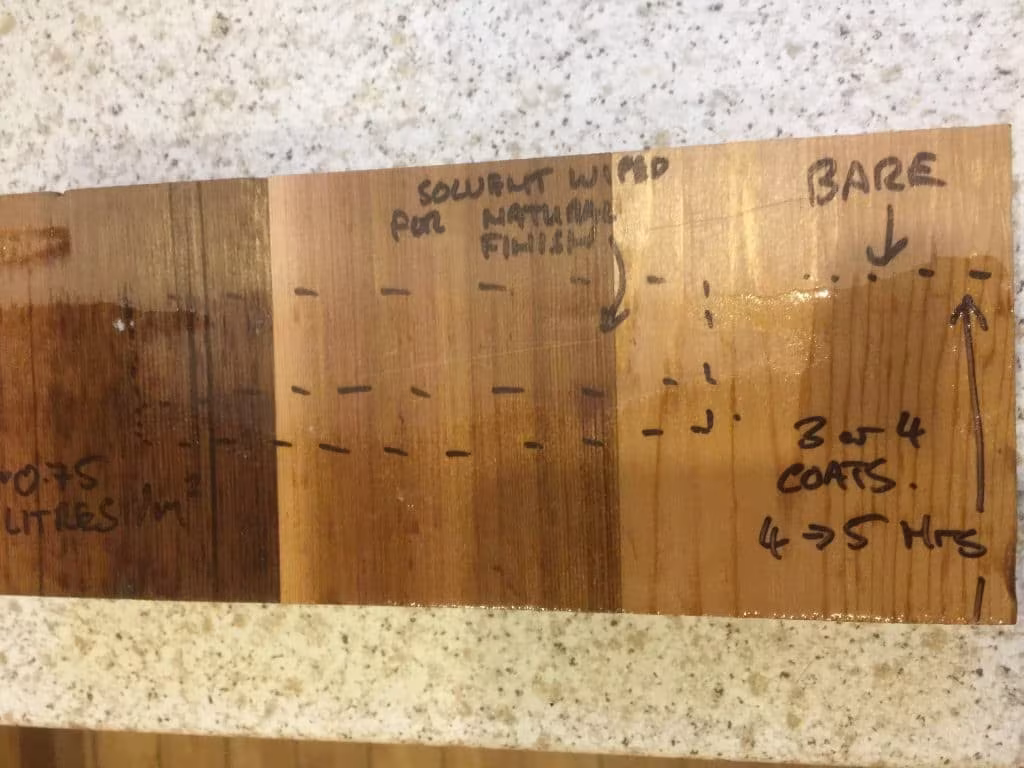 SOLVENT WIPED
FOR NATURAL
FINISH
BARE
3 or 4
COATS.
4 → 5 Hrs
~0.75
LITRES/m²